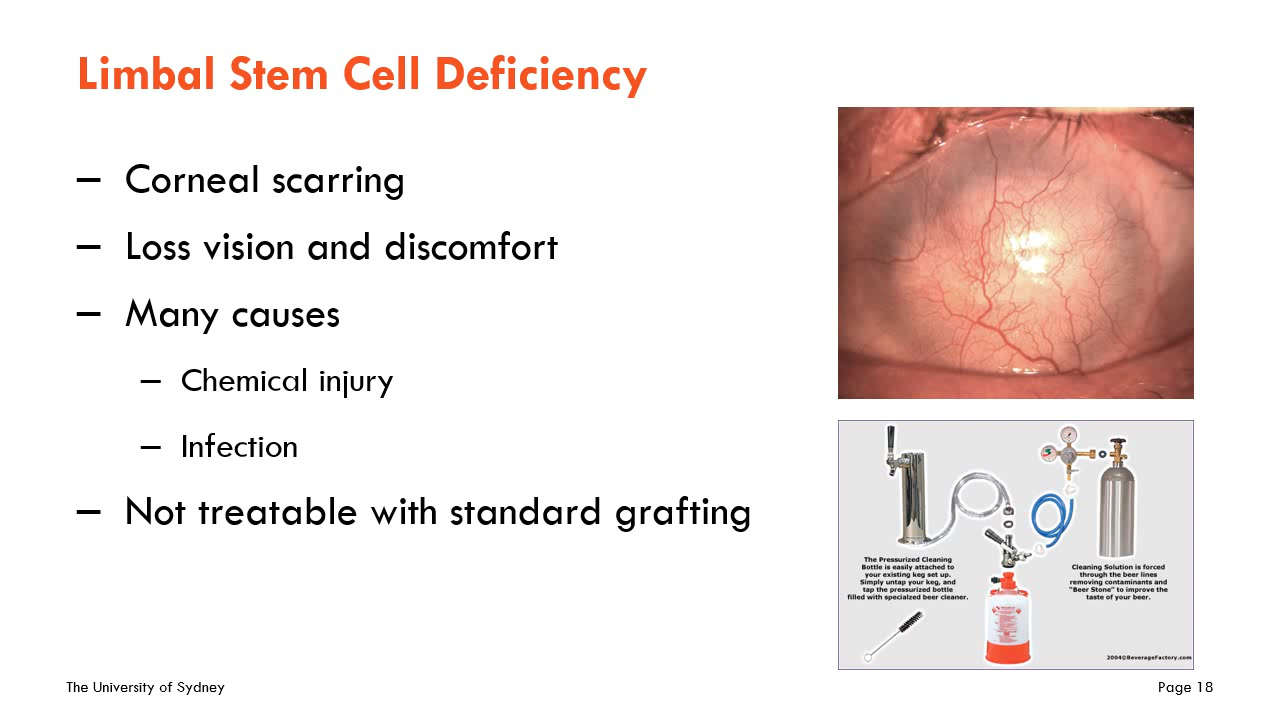 Limbal Stem Cell Deficiency
– Corneal scarring
– Loss vision and discomfort
– Many causes
– Chemical injury
– Infection
– Not treatable with standard grafting
The Pressurized Cleaning
Bottle is easily attached to
your existing keg set up.
Simply untap your keg, and
tap the pressurized bottle
filled with specialzed beer cleaner.
Cleaning Solution is forced
through the beer lines
removing contaminants and
"Beer Stone" to improve the
taste of your beer.
2004©BeverageFactory.com
The University of Sydney
Page 18